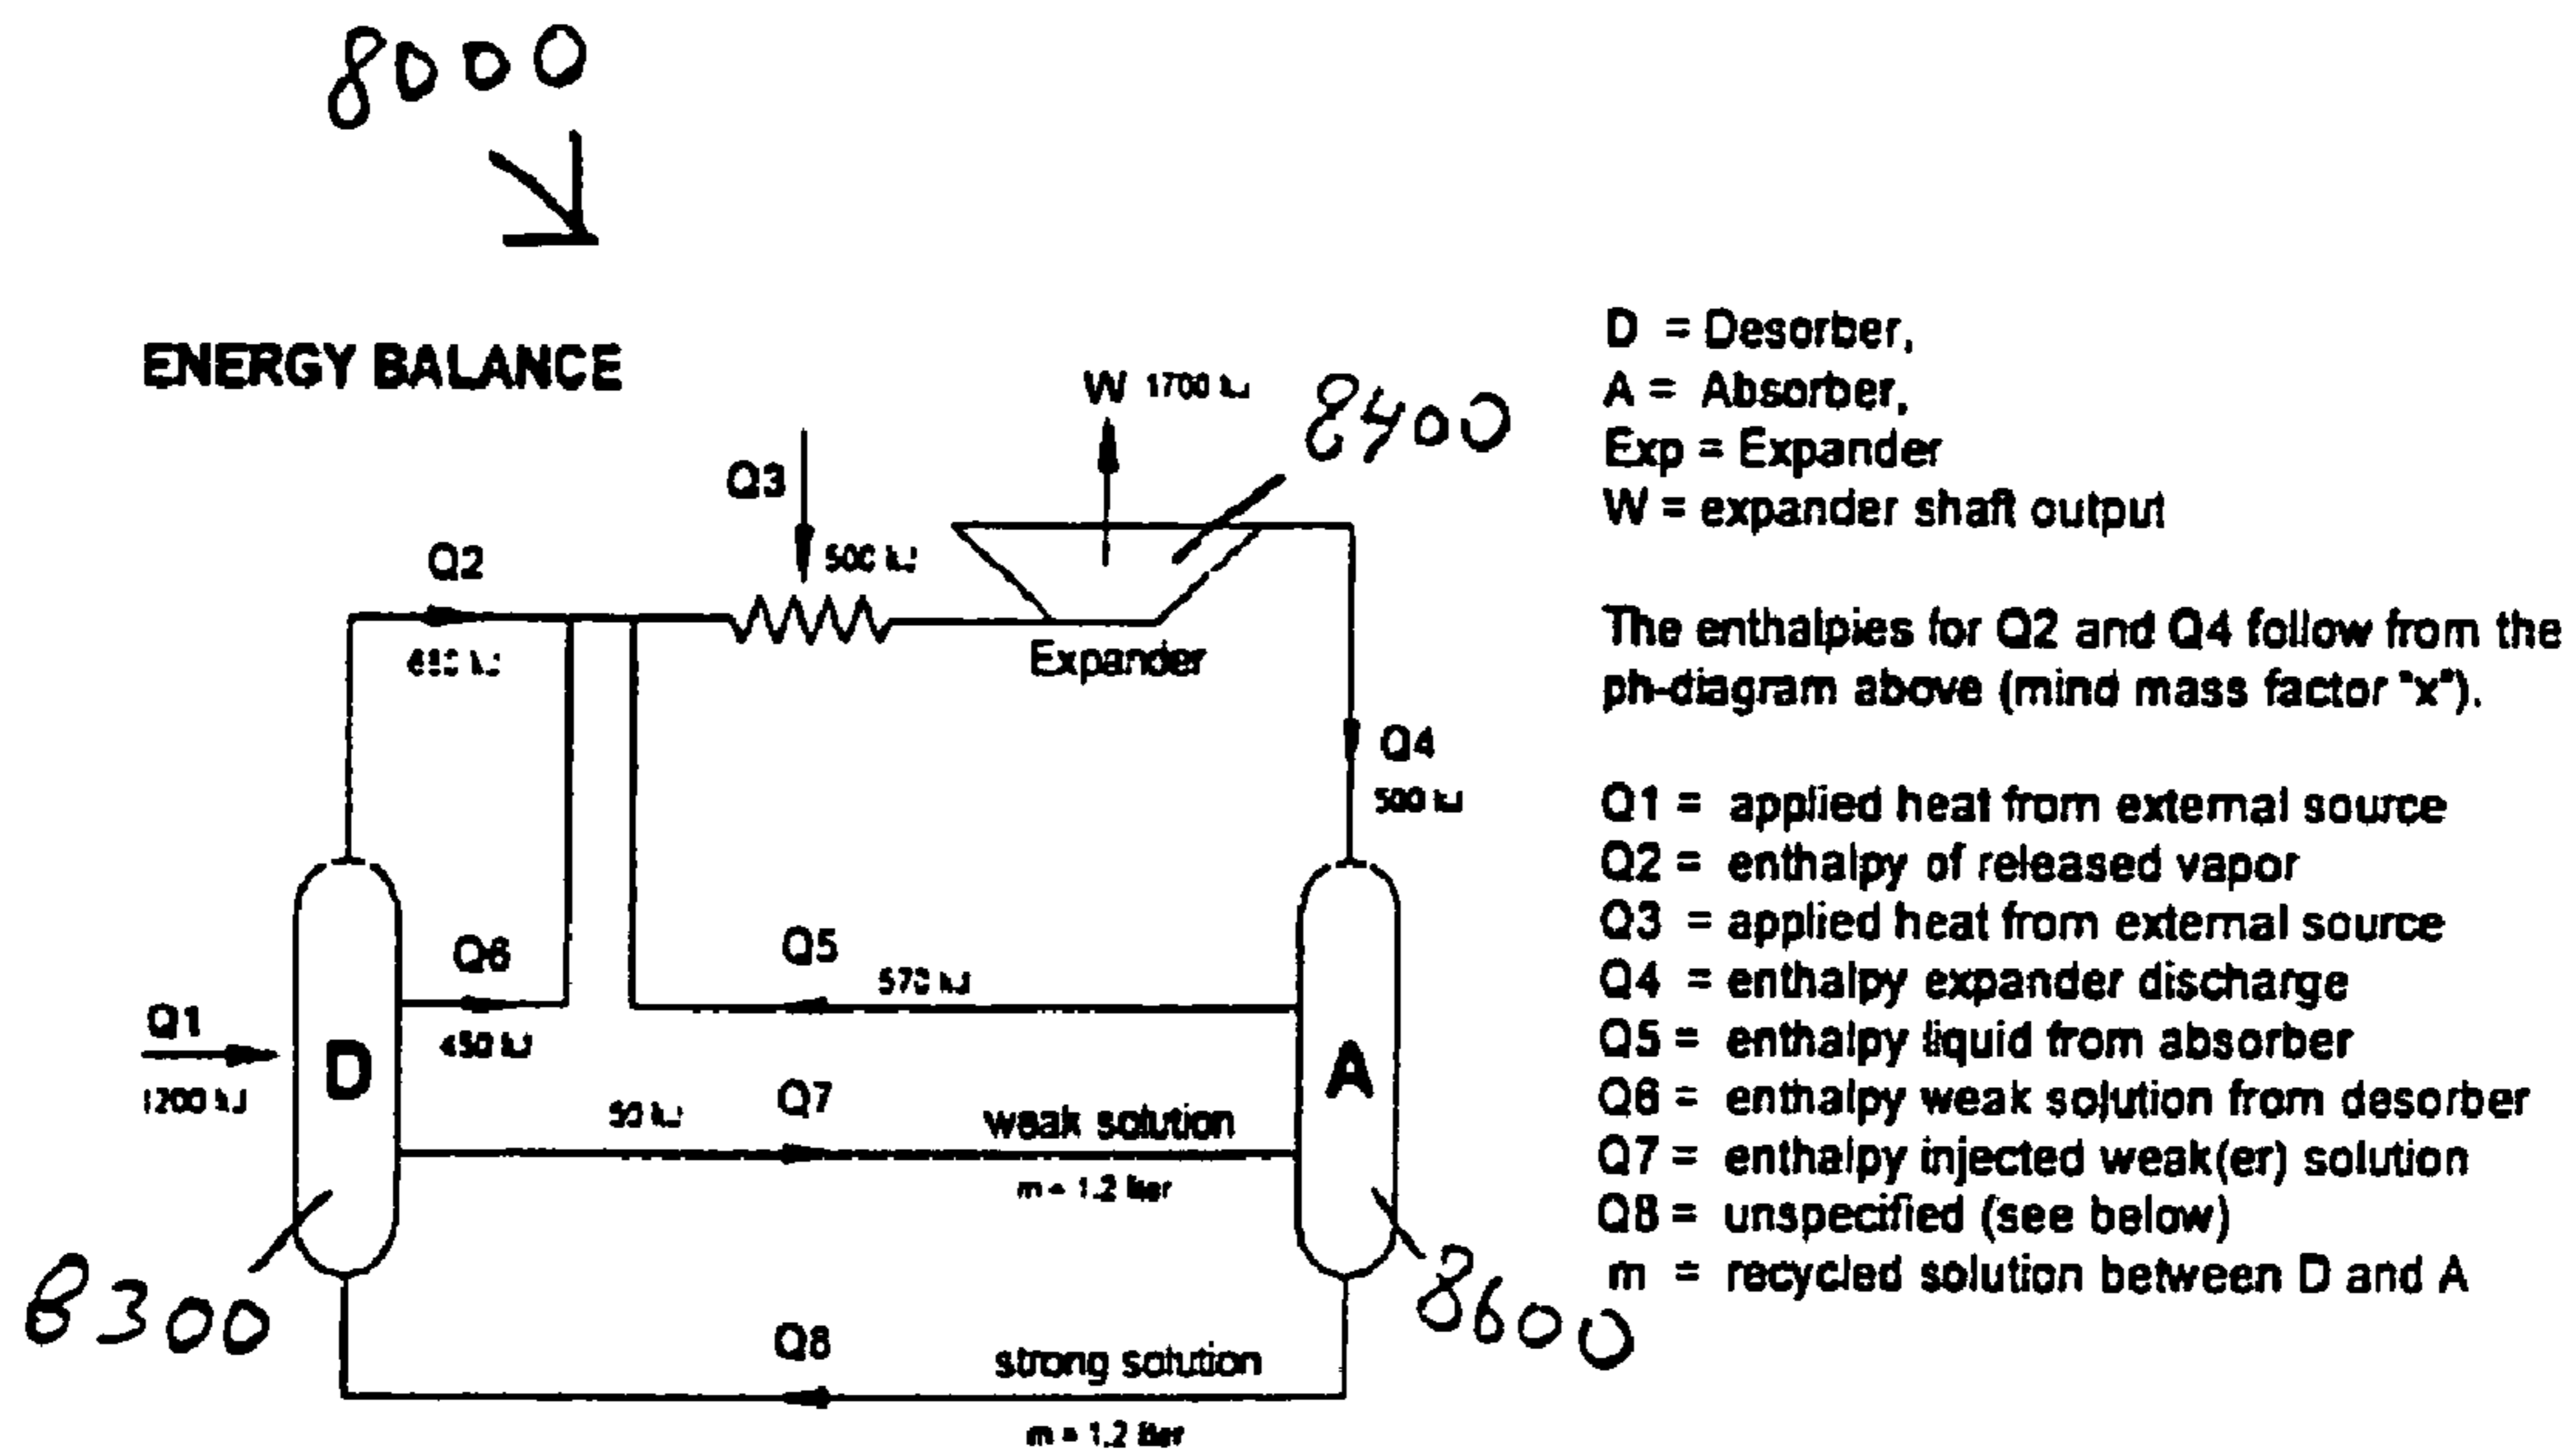 8000
ENERGY BALANCE
W 1700 kJ
8400
Q3
500 kJ
Q2
Expander
Q4
500 kJ
Q6
450 kJ
Q5
570 kJ
Q1
1200 kJ
D
A
Q7
50 kJ
weak solution
m = 1.2 liter
8300
8600
Q8
strong solution
m = 1.2 liter
D = Desorber,
A = Absorber,
Exp = Expander
W = expander shaft output
The enthalpies for Q2 and Q4 follow from the
ph-diagram above (mind mass factor "x").
Q1 = applied heat from external source
Q2 = enthalpy of released vapor
Q3 = applied heat from external source
Q4 = enthalpy expander discharge
Q5 = enthalpy liquid from absorber
Q6 = enthalpy weak solution from desorber
Q7 = enthalpy injected weak(er) solution
Q8 = unspecified (see below)
m = recycled solution between D and A